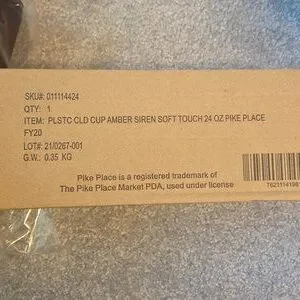 SKU#: 011114424
QTY: 1
ITEM: PLSTC CLD CUP AMBER SIREN SOFT TOUCH 24 OZ PIKE PLACE
FY20
LOT#: 21/0267-001
G.W.: 0.35 KG
Pike Place is a registered trademark of
The Pike Place Market PDA, used under license